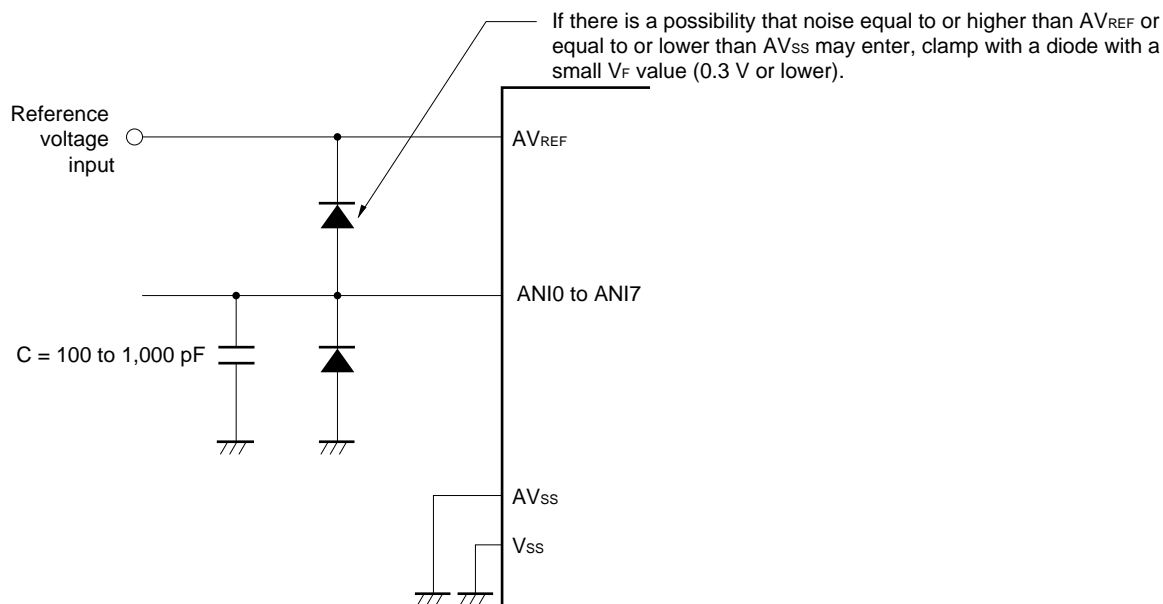 If there is a possibility that noise equal to or higher than AVREF or
equal to or lower than AVSS may enter, clamp with a diode with a
small VF value (0.3 V or lower).
Reference
voltage
input
AVREF
ANI0 to ANI7
C = 100 to 1,000 pF
AVSS
VSS